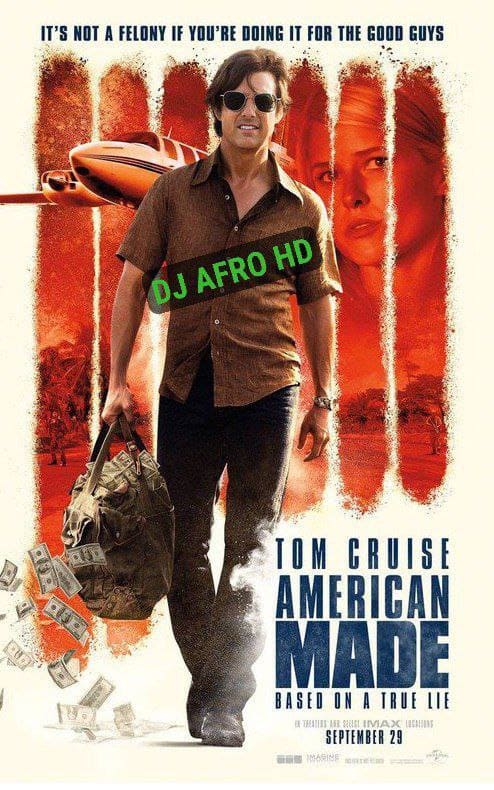 IT'S NOT A FELONY IF YOU'RE DOING IT FOR THE GOOD GUYS
DJ AFRO HD
TOM CRUISE
AMERICAN
MADE
BASED ON A TRUE LIE
IN THEATERS AND SELECT IMAX LOCATIONS
SEPTEMBER 29
IMAGINE